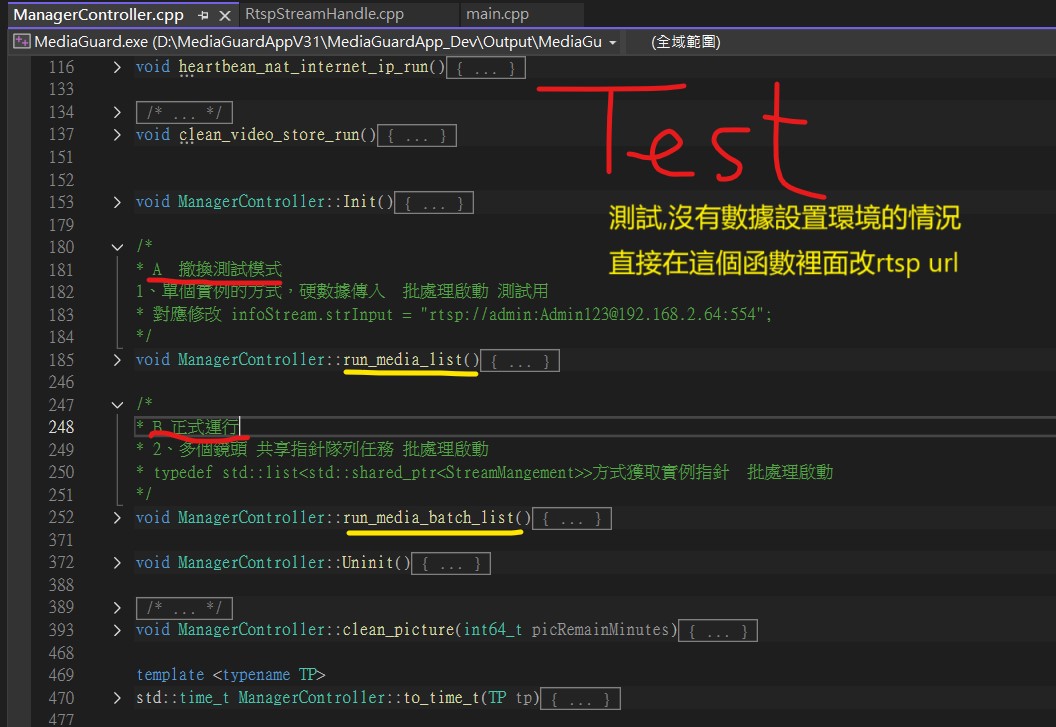 ManagerController.cpp RtspStreamHandle.cpp main.cpp
MediaGuard.exe (D:\MediaGuardAppV31\MediaGuardApp_Dev\Output\MediaGu (全域範圍)
116 void heartbean_nat_internet_ip_run() { ... }
133
134 /* ... */
137 void clean_video_store_run() { ... }
151
152
153 void ManagerController::Init() { ... }
179
180 /*
181 * A 撤換測試模式
182 1、單個實例的方式，硬數據傳入 批處理啟動 測試用
183 * 對應修改 infoStream.strInput = "rtsp://admin:Admin123@192.168.2.64:554";
184 */
185 void ManagerController::run_media_list() { ... }
246
247 /*
248 * B 正式運行
249 * 2、多個鏡頭 共享指針隊列任務 批處理啟動
250 * typedef std::list<std::shared_ptr<StreamMangement>>方式獲取實例指針 批處理啟動
251 */
252 void ManagerController::run_media_batch_list() { ... }
371
372 void ManagerController::Uninit() { ... }
388
389 /* ... */
393 void ManagerController::clean_picture(int64_t picRemainMinutes) { ... }
468
469 template <typename TP>
470 std::time_t ManagerController::to_time_t(TP tp) { ... }
477
Test
測試,沒有數據設置環境的情況
直接在這個函數裡面改rtsp url